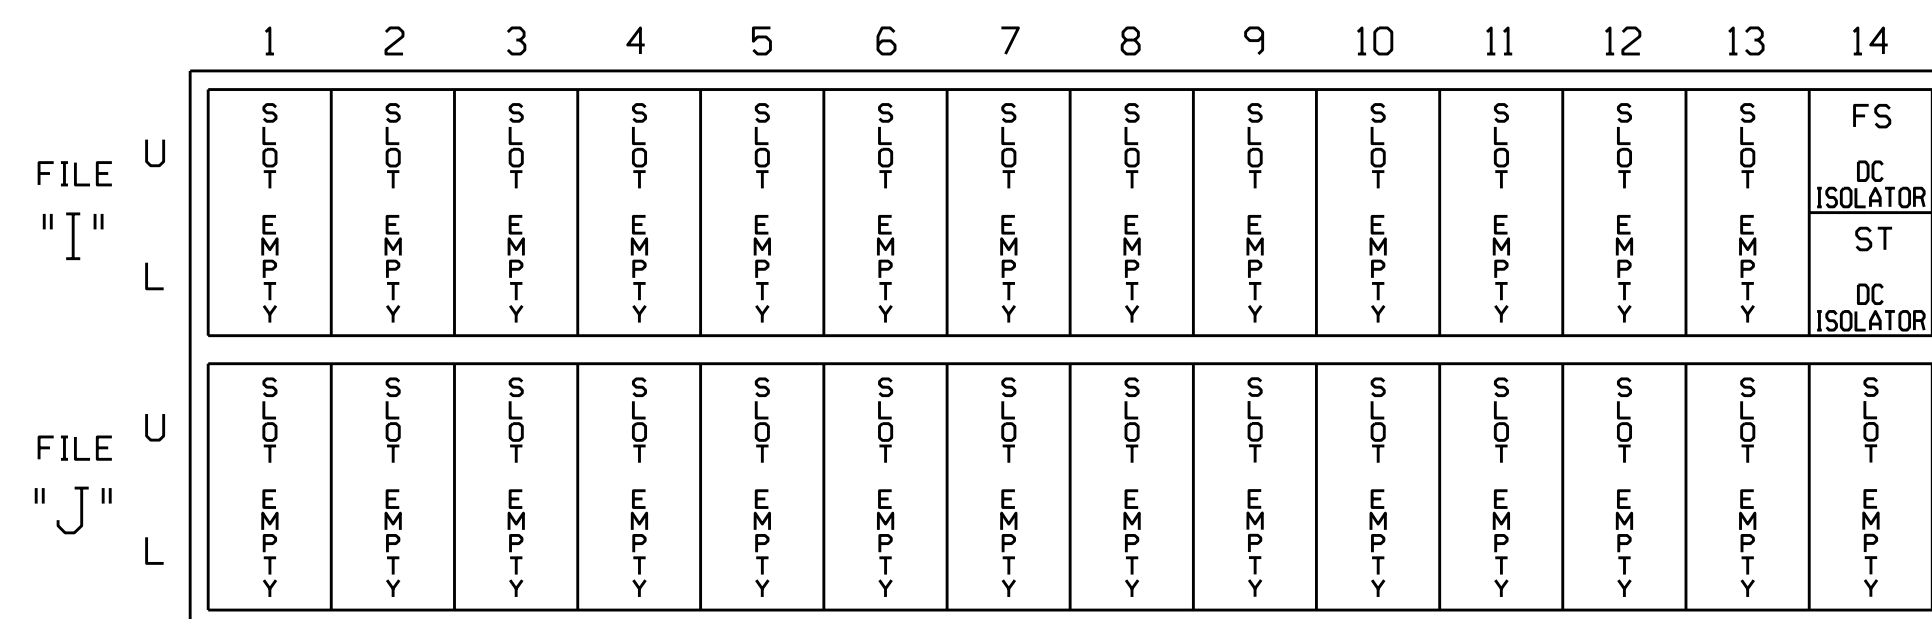 1 2 3 4 5 6 7 8 9 10 11 12 13 14
FILE "I"
U
L
SLOT EMPTY SLOT EMPTY SLOT EMPTY SLOT EMPTY SLOT EMPTY SLOT EMPTY SLOT EMPTY SLOT EMPTY SLOT EMPTY SLOT EMPTY SLOT EMPTY SLOT EMPTY SLOT EMPTY
FS
DC
ISOLATOR
ST
DC
ISOLATOR
FILE "J"
U
L
SLOT EMPTY SLOT EMPTY SLOT EMPTY SLOT EMPTY SLOT EMPTY SLOT EMPTY SLOT EMPTY SLOT EMPTY SLOT EMPTY SLOT EMPTY SLOT EMPTY SLOT EMPTY SLOT EMPTY SLOT EMPTY